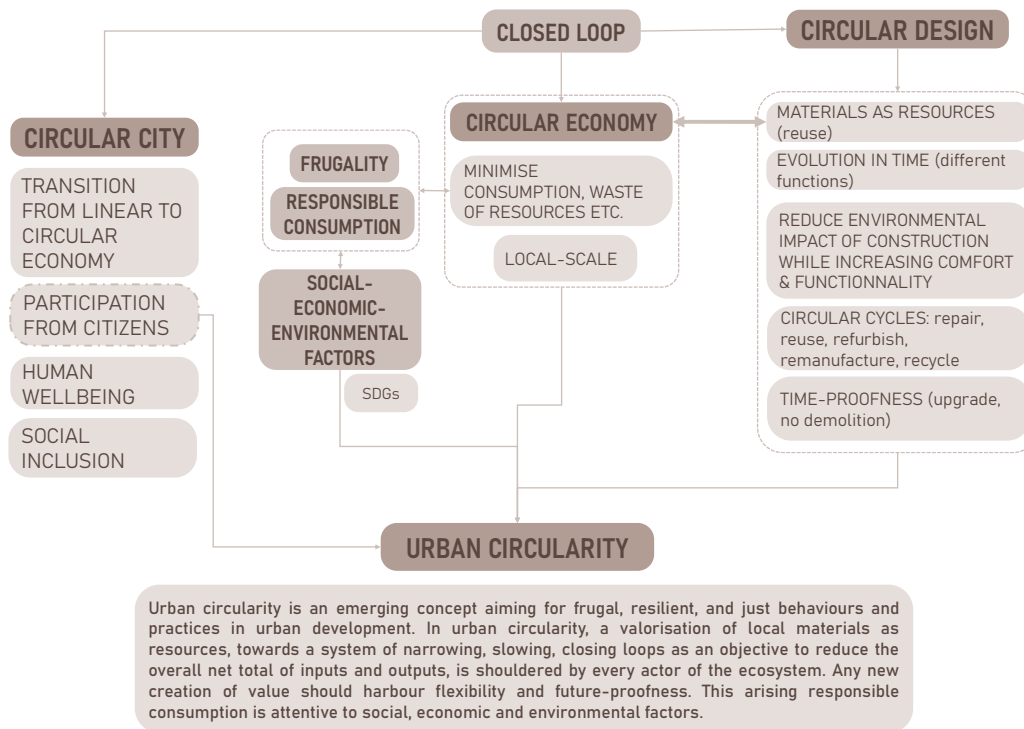 CLOSED LOOP
CIRCULAR DESIGN
CIRCULAR CITY
TRANSITION
FROM LINEAR TO
CIRCULAR
ECONOMY
PARTICIPATION
FROM CITIZENS
HUMAN
WELLBEING
SOCIAL
INCLUSION
FRUGALITY
RESPONSIBLE
CONSUMPTION
SOCIAL-
ECONOMIC-
ENVIRONMENTAL
FACTORS
SDGs
CIRCULAR ECONOMY
MINIMISE
CONSUMPTION, WASTE
OF RESOURCES ETC.
LOCAL-SCALE
MATERIALS AS RESOURCES
(reuse)
EVOLUTION IN TIME (different
functions)
REDUCE ENVIRONMENTAL
IMPACT OF CONSTRUCTION
WHILE INCREASING COMFORT
& FUNCTIONNALITY
CIRCULAR CYCLES: repair,
reuse, refurbish,
remanufacture, recycle
TIME-PROOFNESS (upgrade,
no demolition)
URBAN CIRCULARITY
Urban circularity is an emerging concept aiming for frugal, resilient, and just behaviours and
practices in urban development. In urban circularity, a valorisation of local materials as
resources, towards a system of narrowing, slowing, closing loops as an objective to reduce the
overall net total of inputs and outputs, is shouldered by every actor of the ecosystem. Any new
creation of value should harbour flexibility and future-proofness. This arising responsible
consumption is attentive to social, economic and environmental factors.